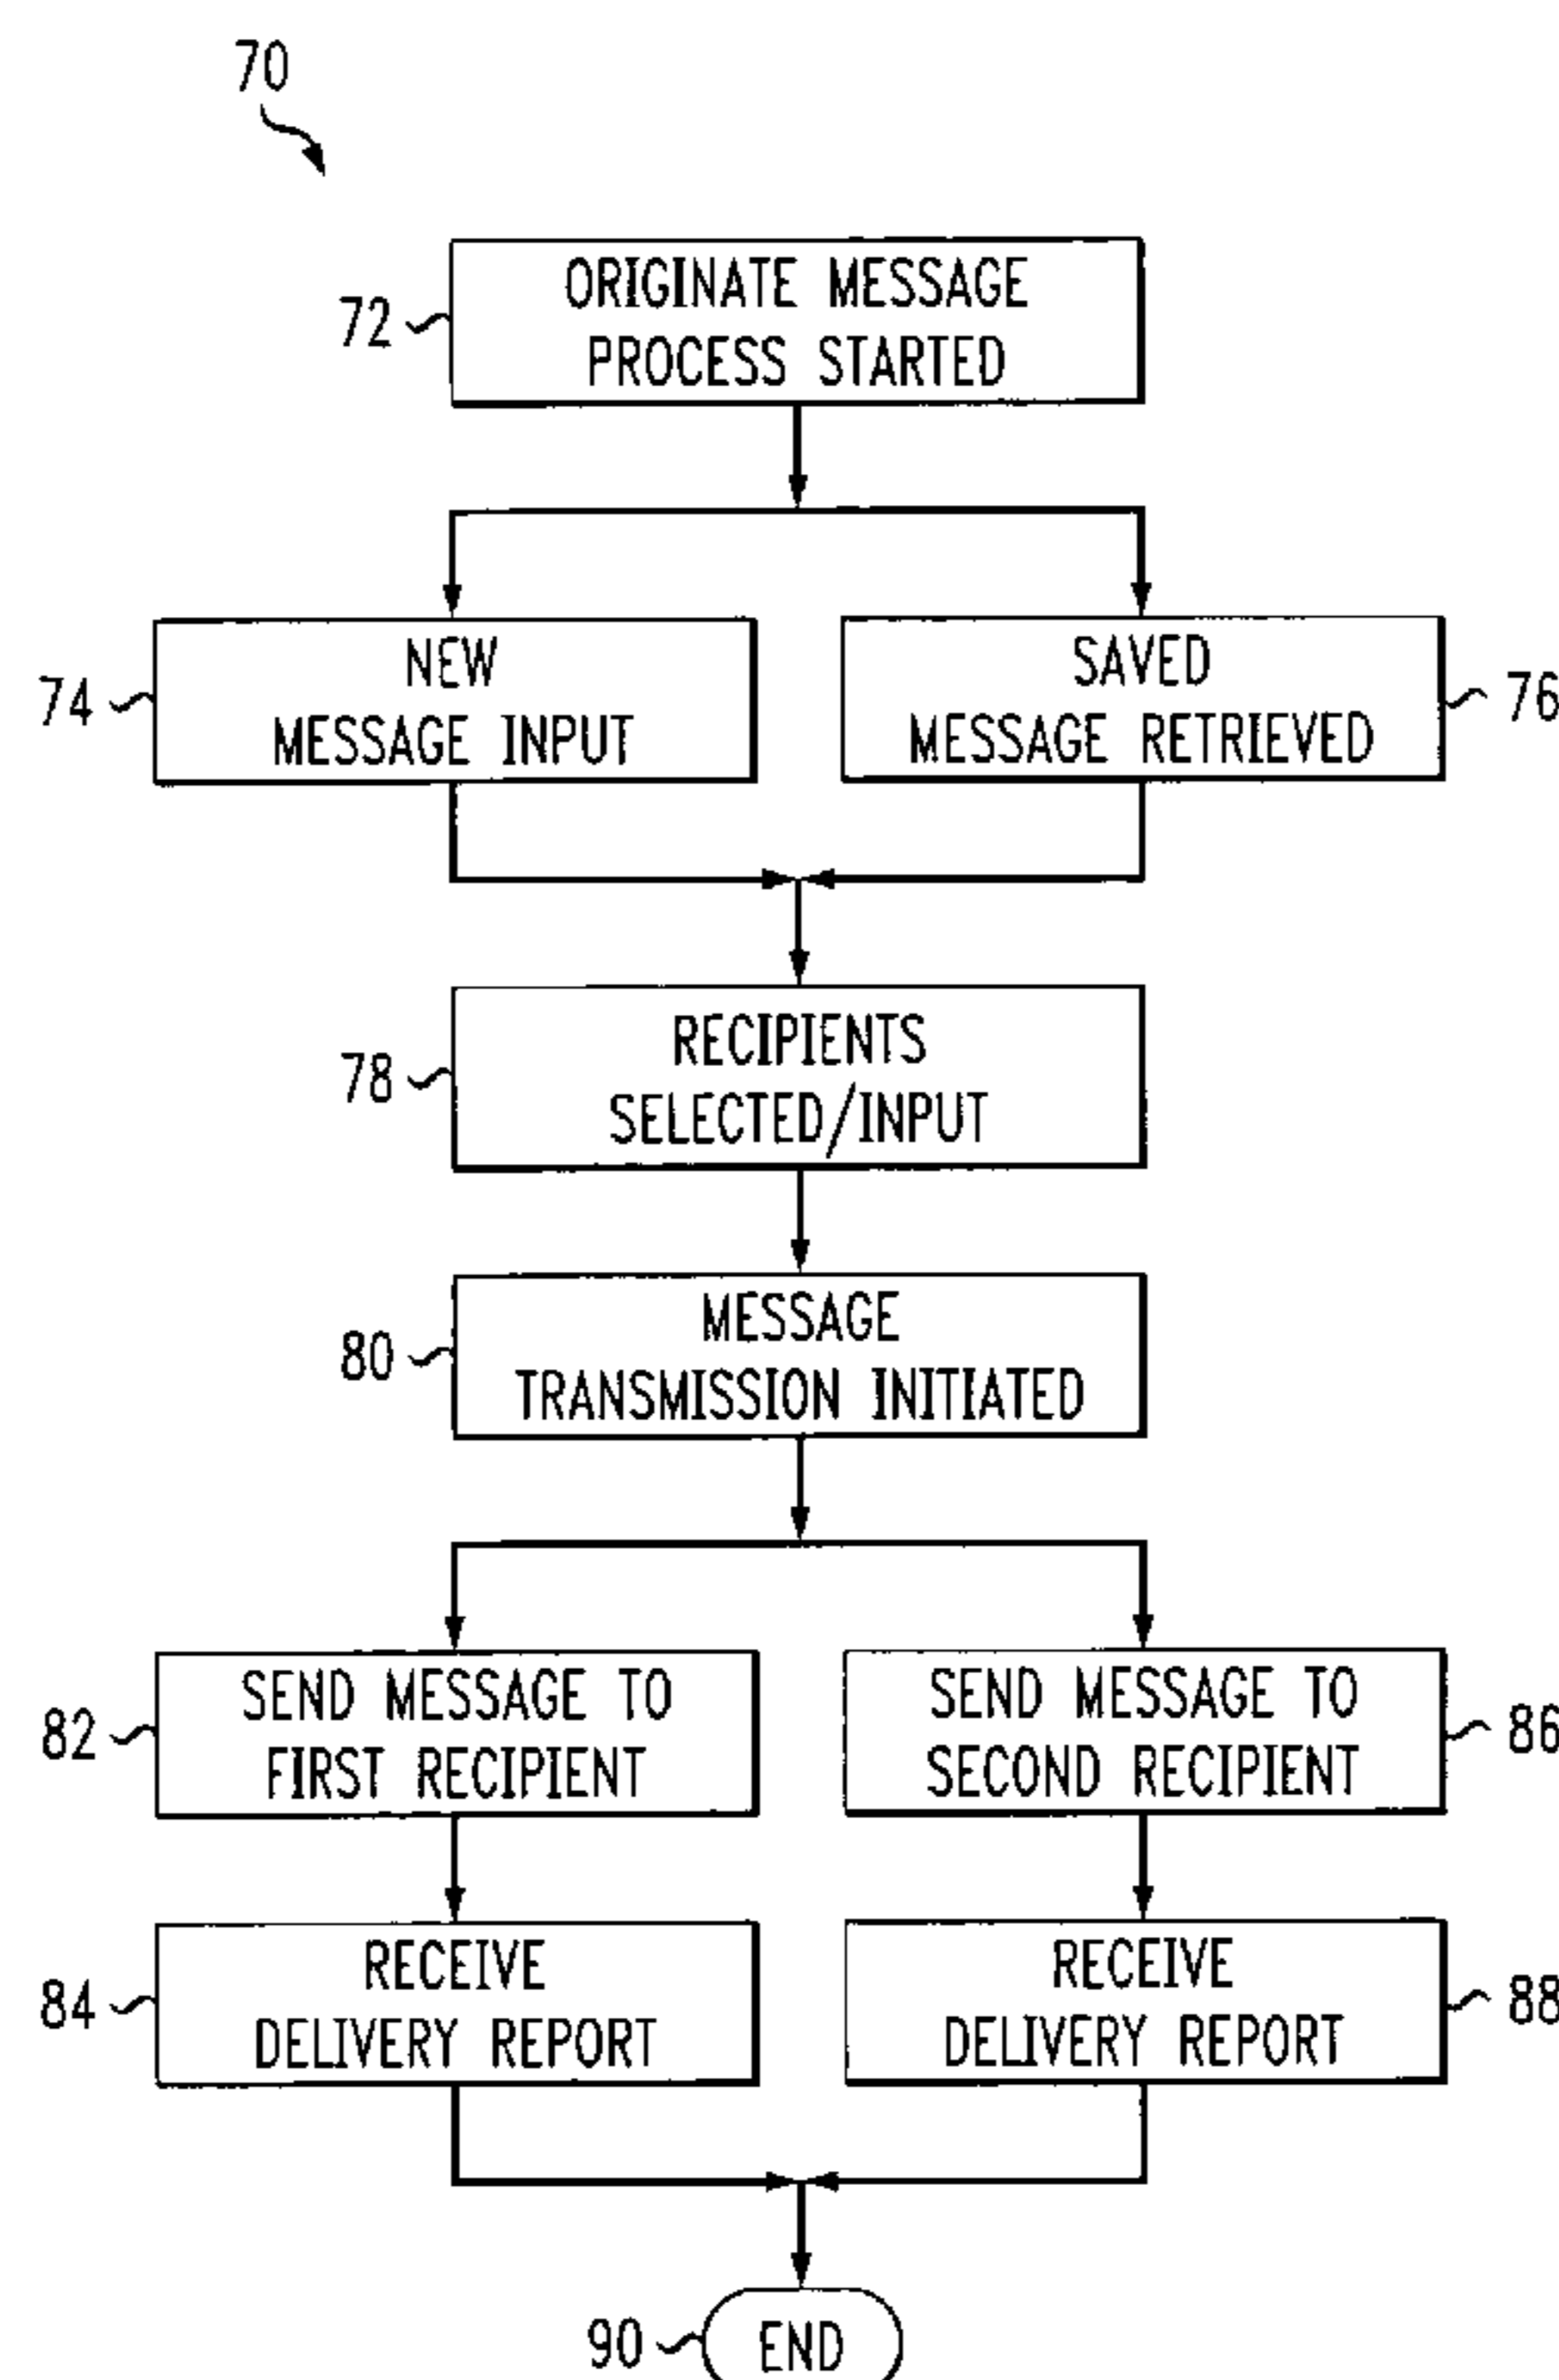 70
72
ORIGINATE MESSAGE
PROCESS STARTED
74
NEW
MESSAGE INPUT
SAVED
MESSAGE RETRIEVED
76
78
RECIPIENTS
SELECTED/INPUT
80
MESSAGE
TRANSMISSION INITIATED
82
SEND MESSAGE TO
FIRST RECIPIENT
SEND MESSAGE TO
SECOND RECIPIENT
86
84
RECEIVE
DELIVERY REPORT
RECEIVE
DELIVERY REPORT
88
90
END